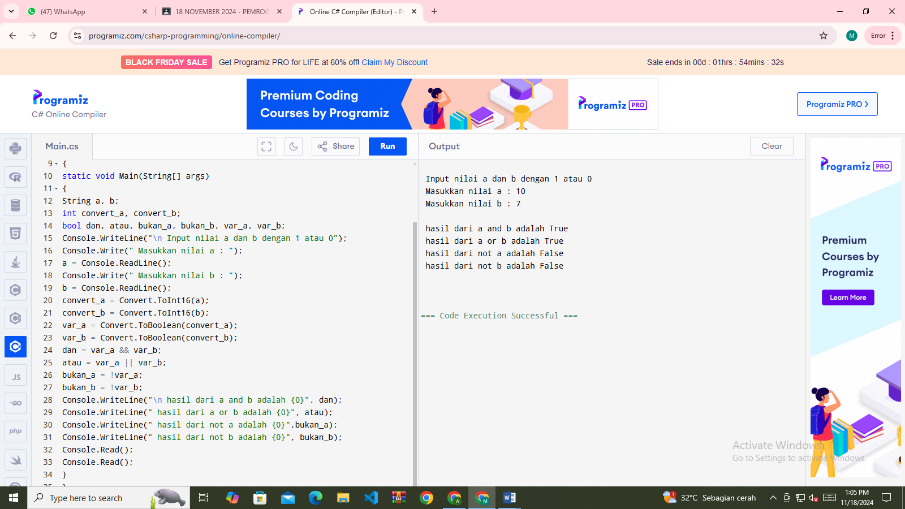 (47) WhatsApp
18 NOVEMBER 2024 - PEMROG
Online C# Compiler (Editor) - Pr
programiz.com/csharp-programming/online-compiler/
M
Error
BLACK FRIDAY SALE Get Programiz PRO for LIFE at 60% off! Claim My Discount
Sale ends in 00d : 01hrs : 54mins : 32s
Programiz
C# Online Compiler
Premium Coding
Courses by Programiz
Programiz PRO
Programiz PRO
Main.cs
Share
Run
Output
Clear
9 {
10 static void Main(String[] args)
11 {
12 String a, b;
13 int convert_a, convert_b;
14 bool dan, atau, bukan_a, bukan_b, var_a, var_b;
15 Console.WriteLine("\n Input nilai a dan b dengan 1 atau 0");
16 Console.Write(" Masukkan nilai a : ");
17 a = Console.ReadLine();
18 Console.Write(" Masukkan nilai b : ");
19 b = Console.ReadLine();
20 convert_a = Convert.ToInt16(a);
21 convert_b = Convert.ToInt16(b);
22 var_a = Convert.ToBoolean(convert_a);
23 var_b = Convert.ToBoolean(convert_b);
24 dan = var_a && var_b;
25 atau = var_a || var_b;
26 bukan_a = !var_a;
27 bukan_b = !var_b;
28 Console.WriteLine("\n hasil dari a and b adalah {0}", dan);
29 Console.WriteLine(" hasil dari a or b adalah {0}", atau);
30 Console.WriteLine(" hasil dari not a adalah {0}",bukan_a);
31 Console.WriteLine(" hasil dari not b adalah {0}", bukan_b);
32 Console.Read();
33 Console.Read();
34 }
Input nilai a dan b dengan 1 atau 0
Masukkan nilai a : 10
Masukkan nilai b : 7
hasil dari a and b adalah True
hasil dari a or b adalah True
hasil dari not a adalah False
hasil dari not b adalah False
=== Code Execution Successful ===
JS
GO
php
Programiz PRO
Premium
Courses by
Programiz
Learn More
Activate Windows
Go to Settings to activate Windows.
Type here to search
32°C Sebagian cerah
1:05 PM
11/18/2024